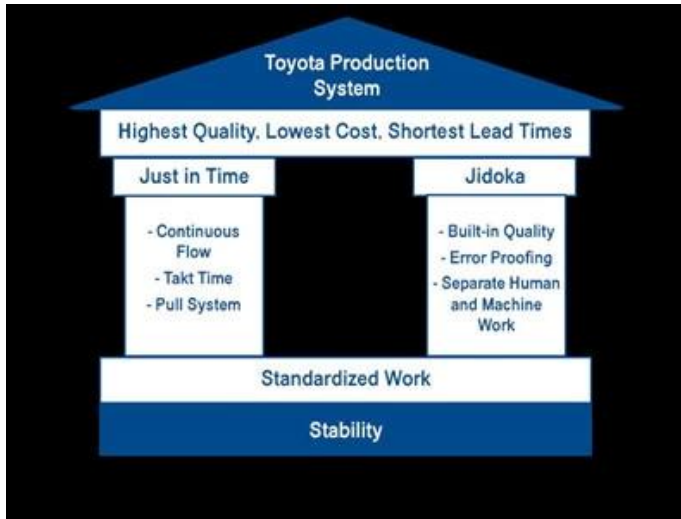 Toyota Production
System
Highest Quality, Lowest Cost, Shortest Lead Times
Just in Time
- Continuous
Flow
- Takt Time
- Pull System
Jidoka
- Built-in Quality
- Error Proofing
- Separate Human
and Machine
Work
Standardized Work
Stability